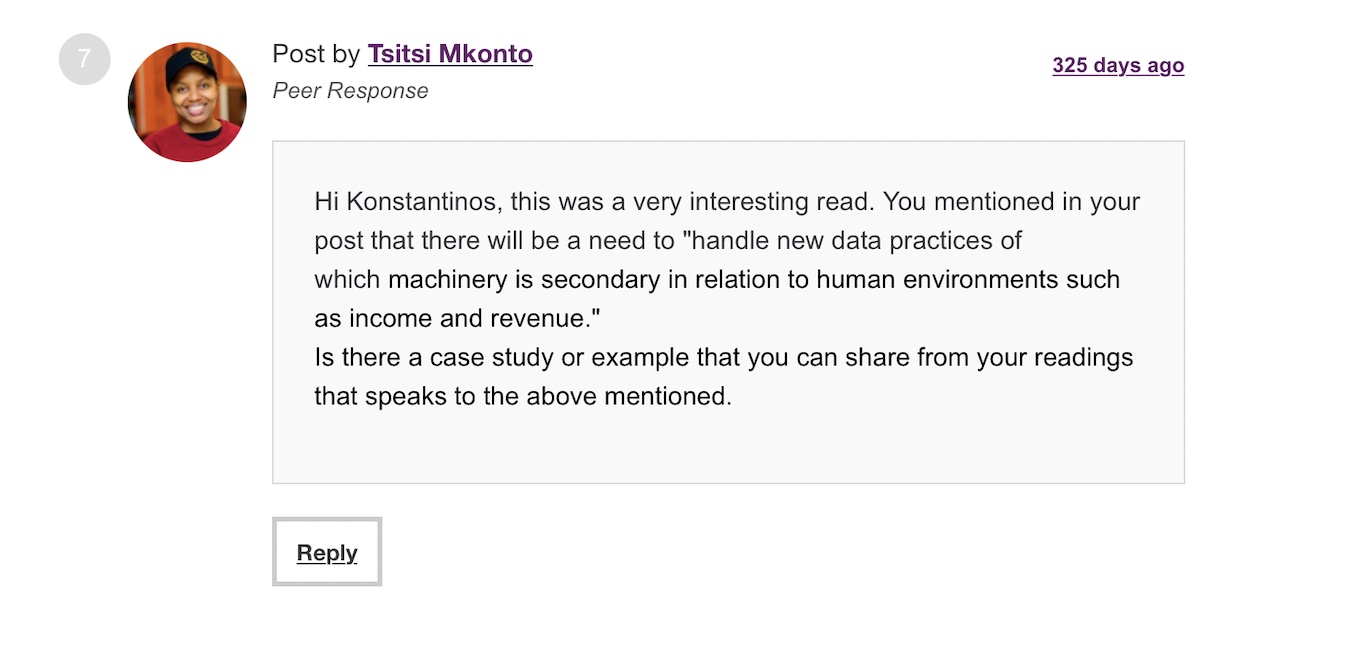 7
Post by Tsitsi Mkonto
325 days ago
Peer Response
Hi Konstantinos, this was a very interesting read. You mentioned in your
post that there will be a need to "handle new data practices of
which machinery is secondary in relation to human environments such
as income and revenue."
Is there a case study or example that you can share from your readings
that speaks to the above mentioned.
Reply